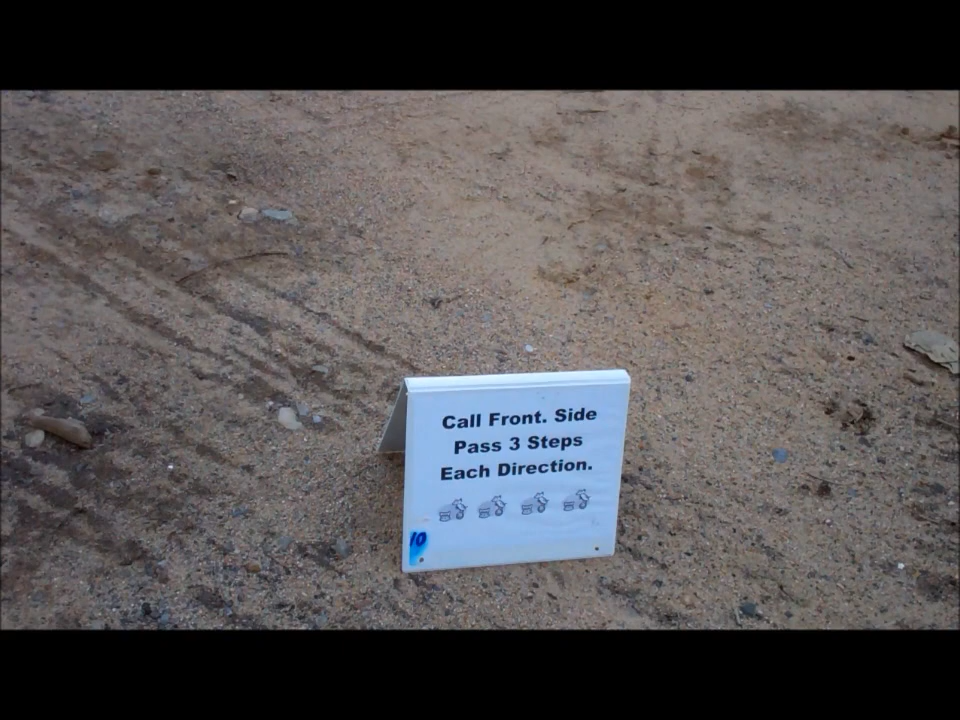 Call Front. Side
Pass 3 Steps
Each Direction.
10